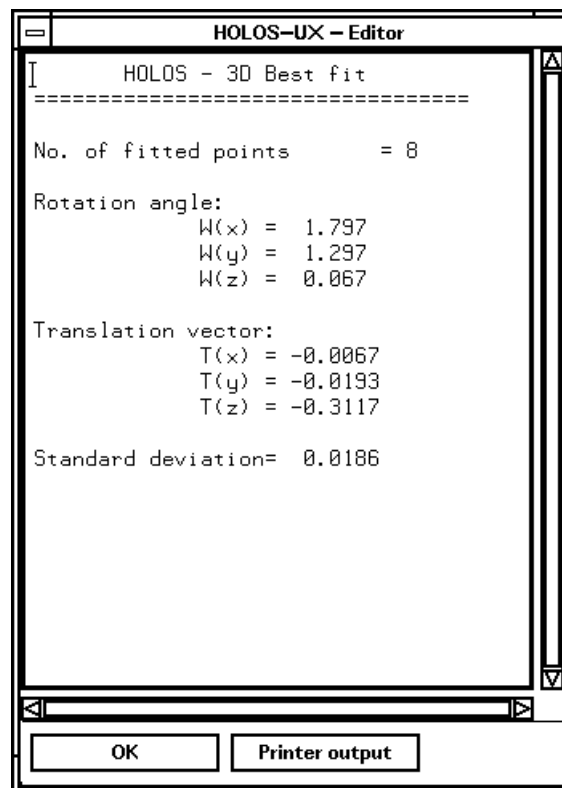 HOLOS-UX – Editor
HOLOS - 3D Best fit
==================================
No. of fitted points = 8
Rotation angle:
W(x) = 1.797
W(y) = 1.297
W(z) = 0.067
Translation vector:
T(x) = -0.0067
T(y) = -0.0193
T(z) = -0.3117
Standard deviation= 0.0186
OK
Printer output